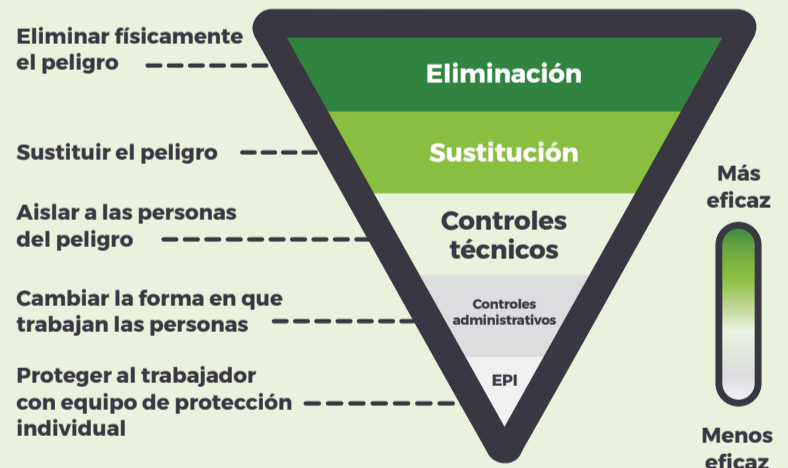 Eliminar físicamente
el peligro
Eliminación
Sustituir el peligro
Sustitución
Aislar a las personas
del peligro
Controles
técnicos
Cambiar la forma en que
trabajan las personas
Controles
administrativos
Proteger al trabajador
con equipo de protección
individual
EPI
Más
eficaz
Menos
eficaz